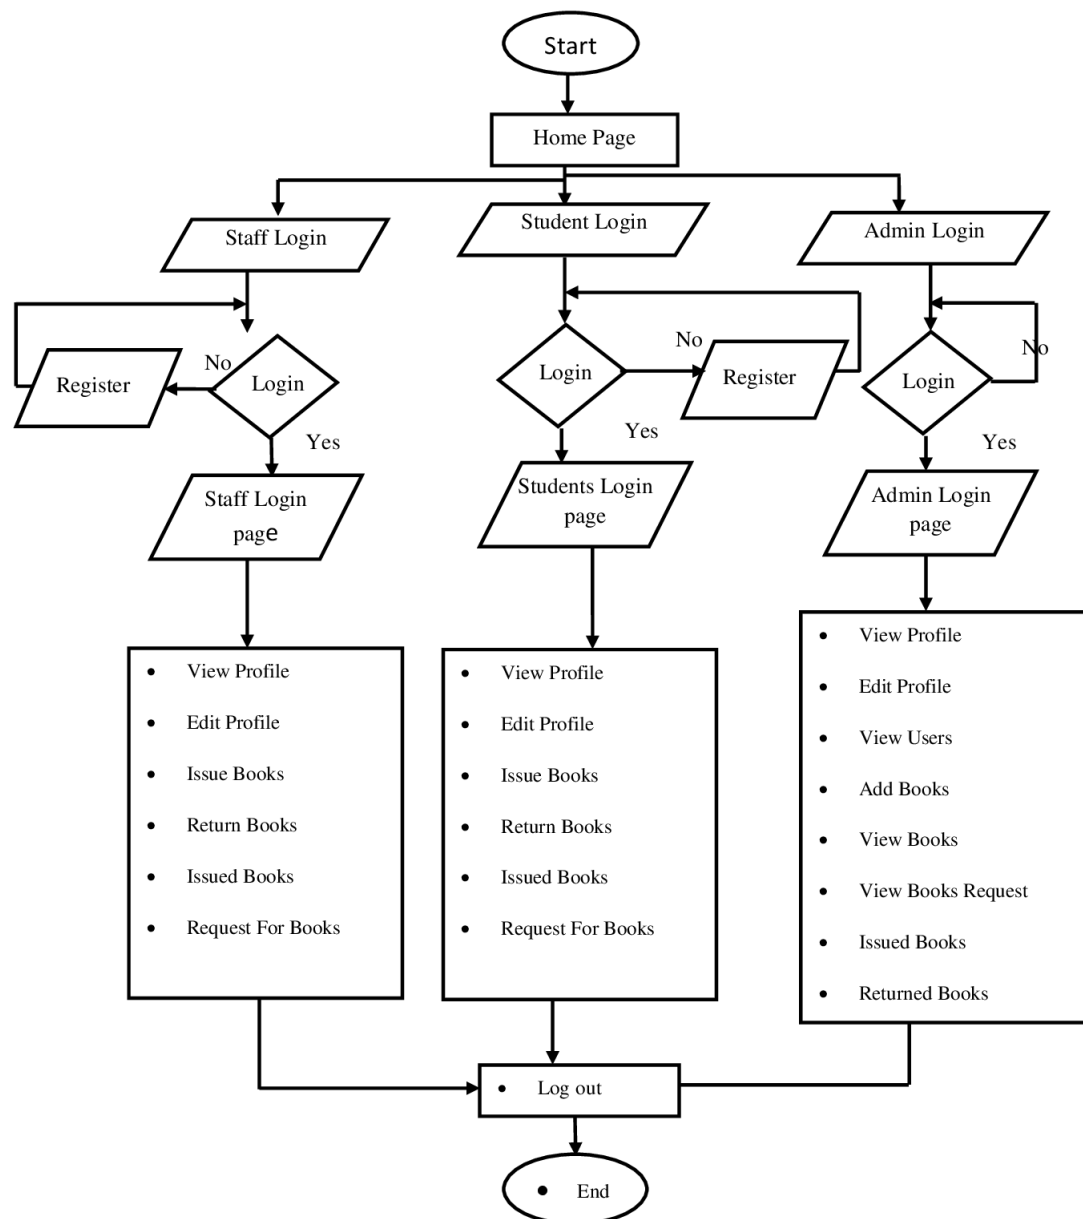 Start
Home Page
Staff Login
Student Login
Admin Login
No
Register
Login
Yes
No
Login
Register
Yes
No
Login
Yes
Staff Login
page
Students Login
page
Admin Login
page
• View Profile
• Edit Profile
• Issue Books
• Return Books
• Issued Books
• Request For Books
• View Profile
• Edit Profile
• Issue Books
• Return Books
• Issued Books
• Request For Books
• View Profile
• Edit Profile
• View Users
• Add Books
• View Books
• View Books Request
• Issued Books
• Returned Books
• Log out
• End